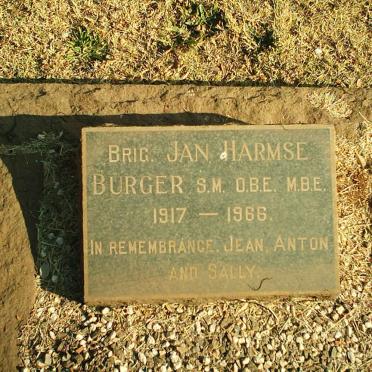 BRIG. JAN HARMSE
BURGER S.M. O.B.E. M.B.E.
1917 — 1966.
IN REMEMBRANCE, JEAN, ANTON
AND SALLY.